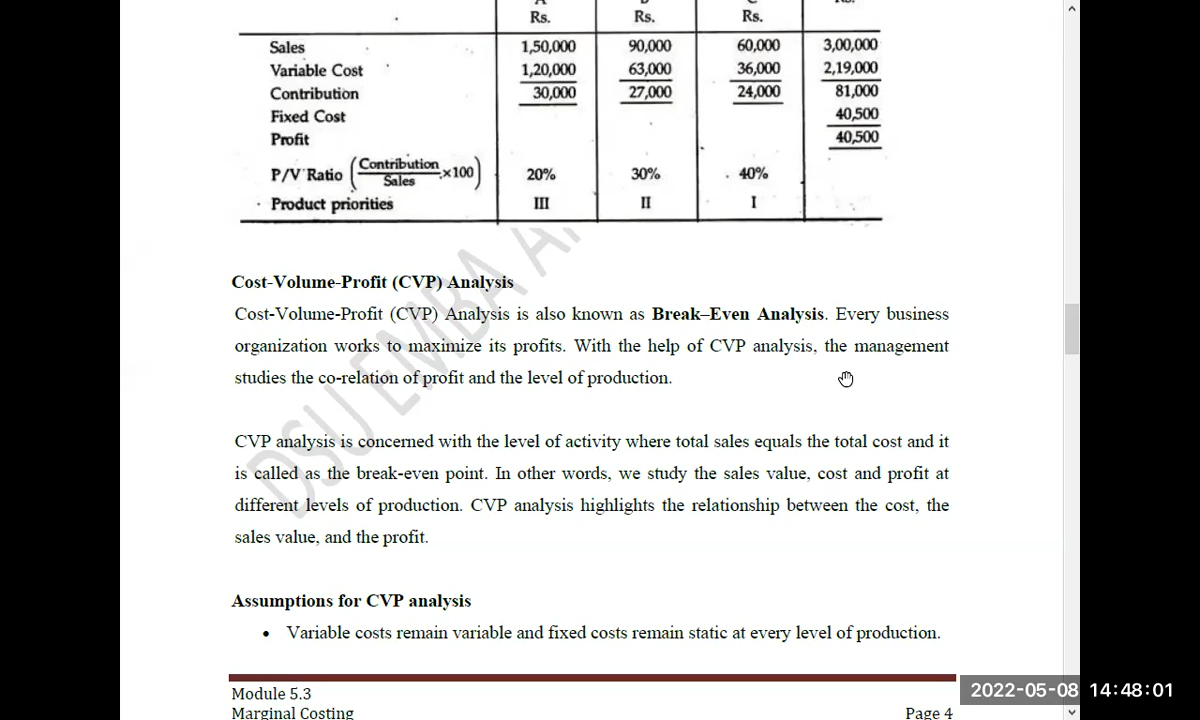 Rs. Rs. Rs.
Sales 1,50,000 90,000 60,000 3,00,000
Variable Cost 1,20,000 63,000 36,000 2,19,000
Contribution 30,000 27,000 24,000 81,000
Fixed Cost 40,500
Profit 40,500
P/V Ratio (Contribution/Sales ×100) 20% 30% 40%
Product priorities III II I
Cost-Volume-Profit (CVP) Analysis
Cost-Volume-Profit (CVP) Analysis is also known as Break–Even Analysis. Every business
organization works to maximize its profits. With the help of CVP analysis, the management
studies the co-relation of profit and the level of production.
CVP analysis is concerned with the level of activity where total sales equals the total cost and it
is called as the break-even point. In other words, we study the sales value, cost and profit at
different levels of production. CVP analysis highlights the relationship between the cost, the
sales value, and the profit.
Assumptions for CVP analysis
• Variable costs remain variable and fixed costs remain static at every level of production.
Module 5.3
Marginal Costing Page 4
DSU EMBA
2022-05-08 14:48:01